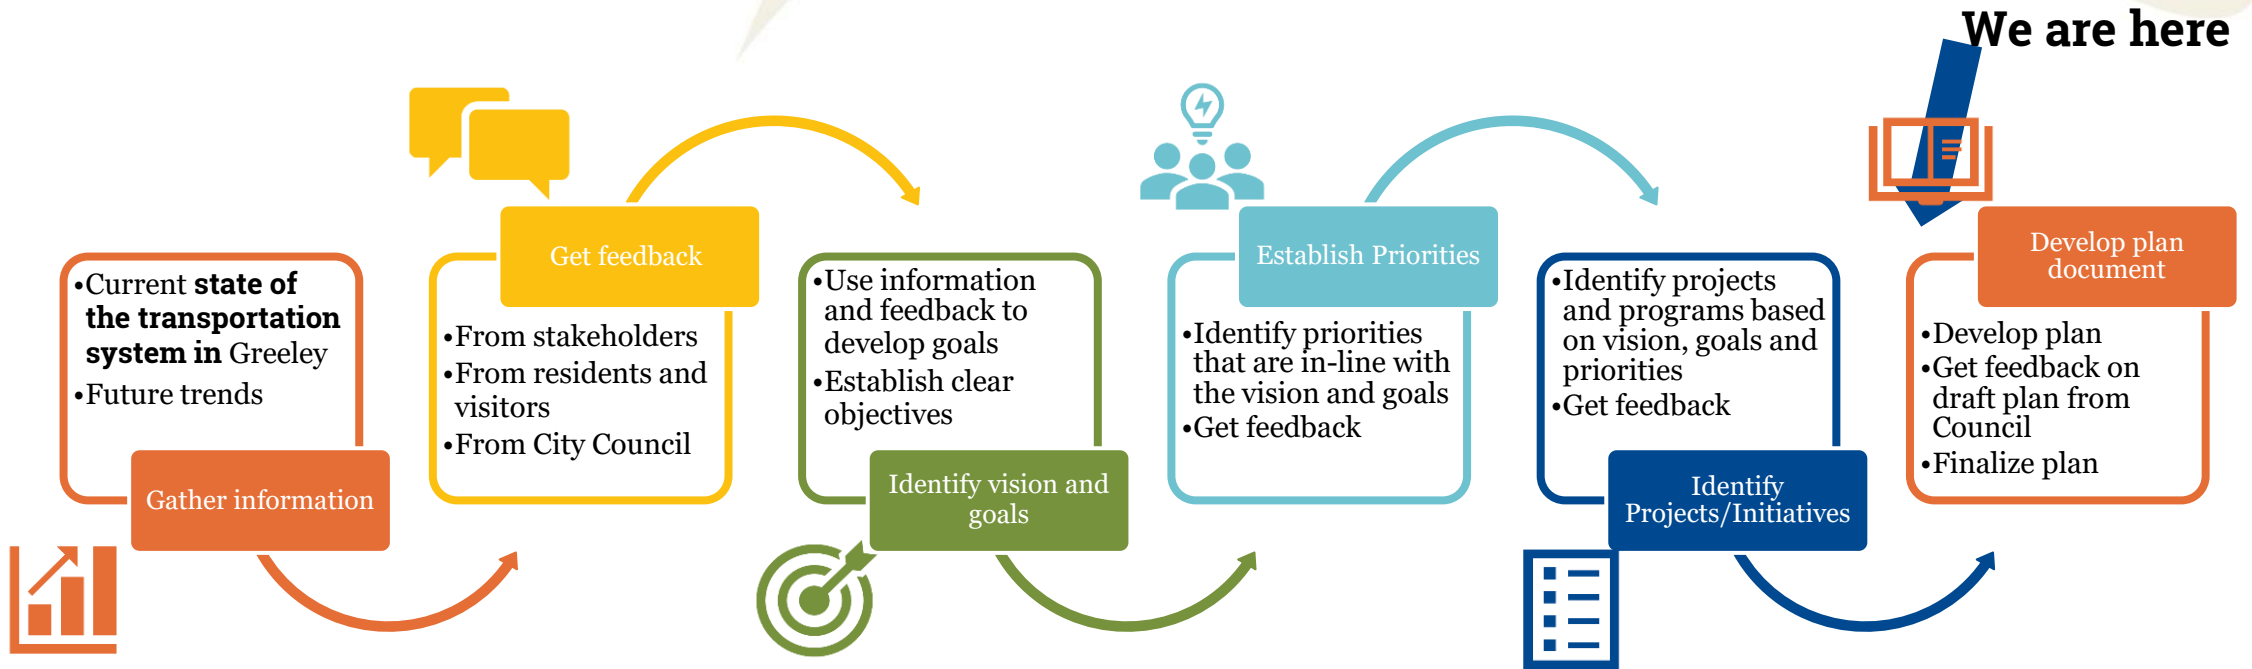 We are here
•Current state of
the transportation
system in Greeley
•Future trends
Gather information
Get feedback
•From stakeholders
•From residents and
visitors
•From City Council
•Use information
and feedback to
develop goals
•Establish clear
objectives
Identify vision and
goals
Establish Priorities
•Identify priorities
that are in-line with
the vision and goals
•Get feedback
•Identify projects
and programs based
on vision, goals and
priorities
•Get feedback
Identify
Projects/Initiatives
Develop plan
document
•Develop plan
•Get feedback on
draft plan from
Council
•Finalize plan